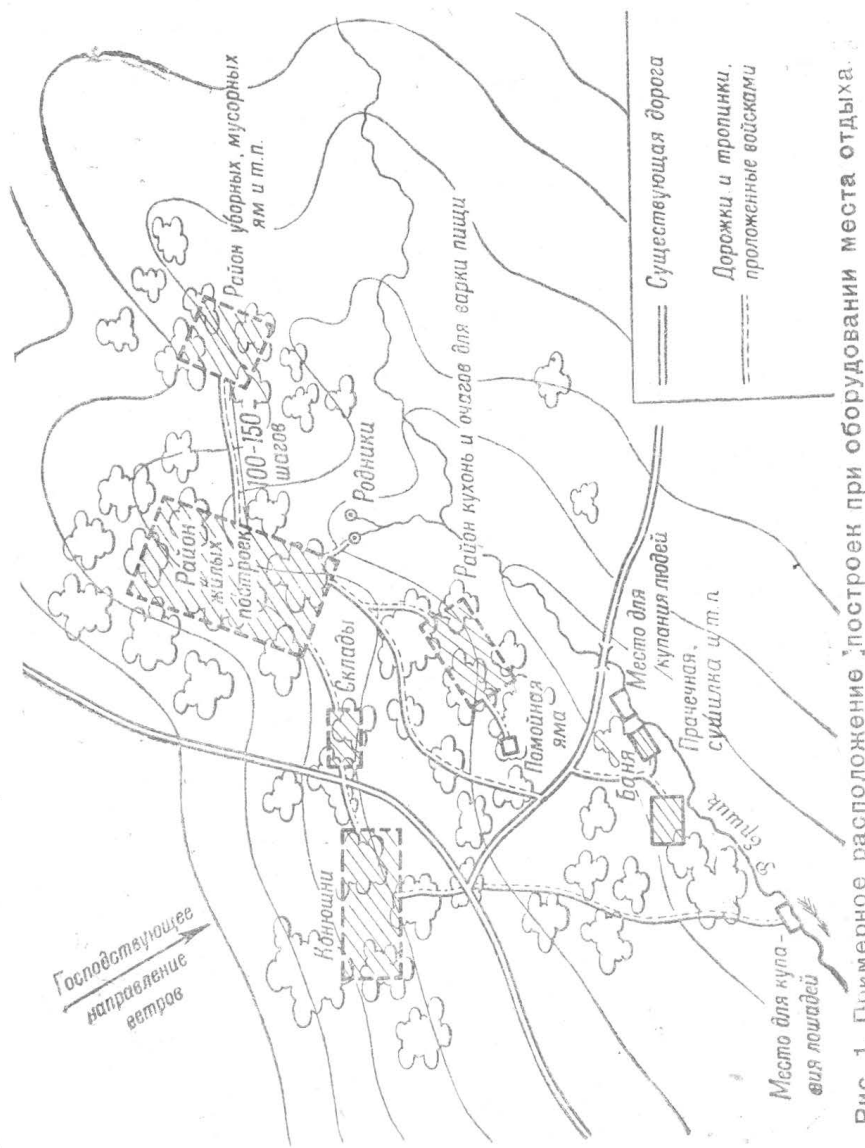 Господствующее
направление
ветров
Конюшни
Склады
Район
жилых
построек
100-150
шагов
Район уборных, мусорных
ям и т.п.
Родники
Район кухонь и очагов для варки пищи
Помойная
яма
Баня
Место для
купания людей
Прачечная,
сушилка и т.п.
р. Ершик
Место для купа-
ния лошадей
Существующая дорога
Дорожки и тропинки,
проложенные войсками
Рис. 1 Примерное расположение построек при оборудовании места отдыха.